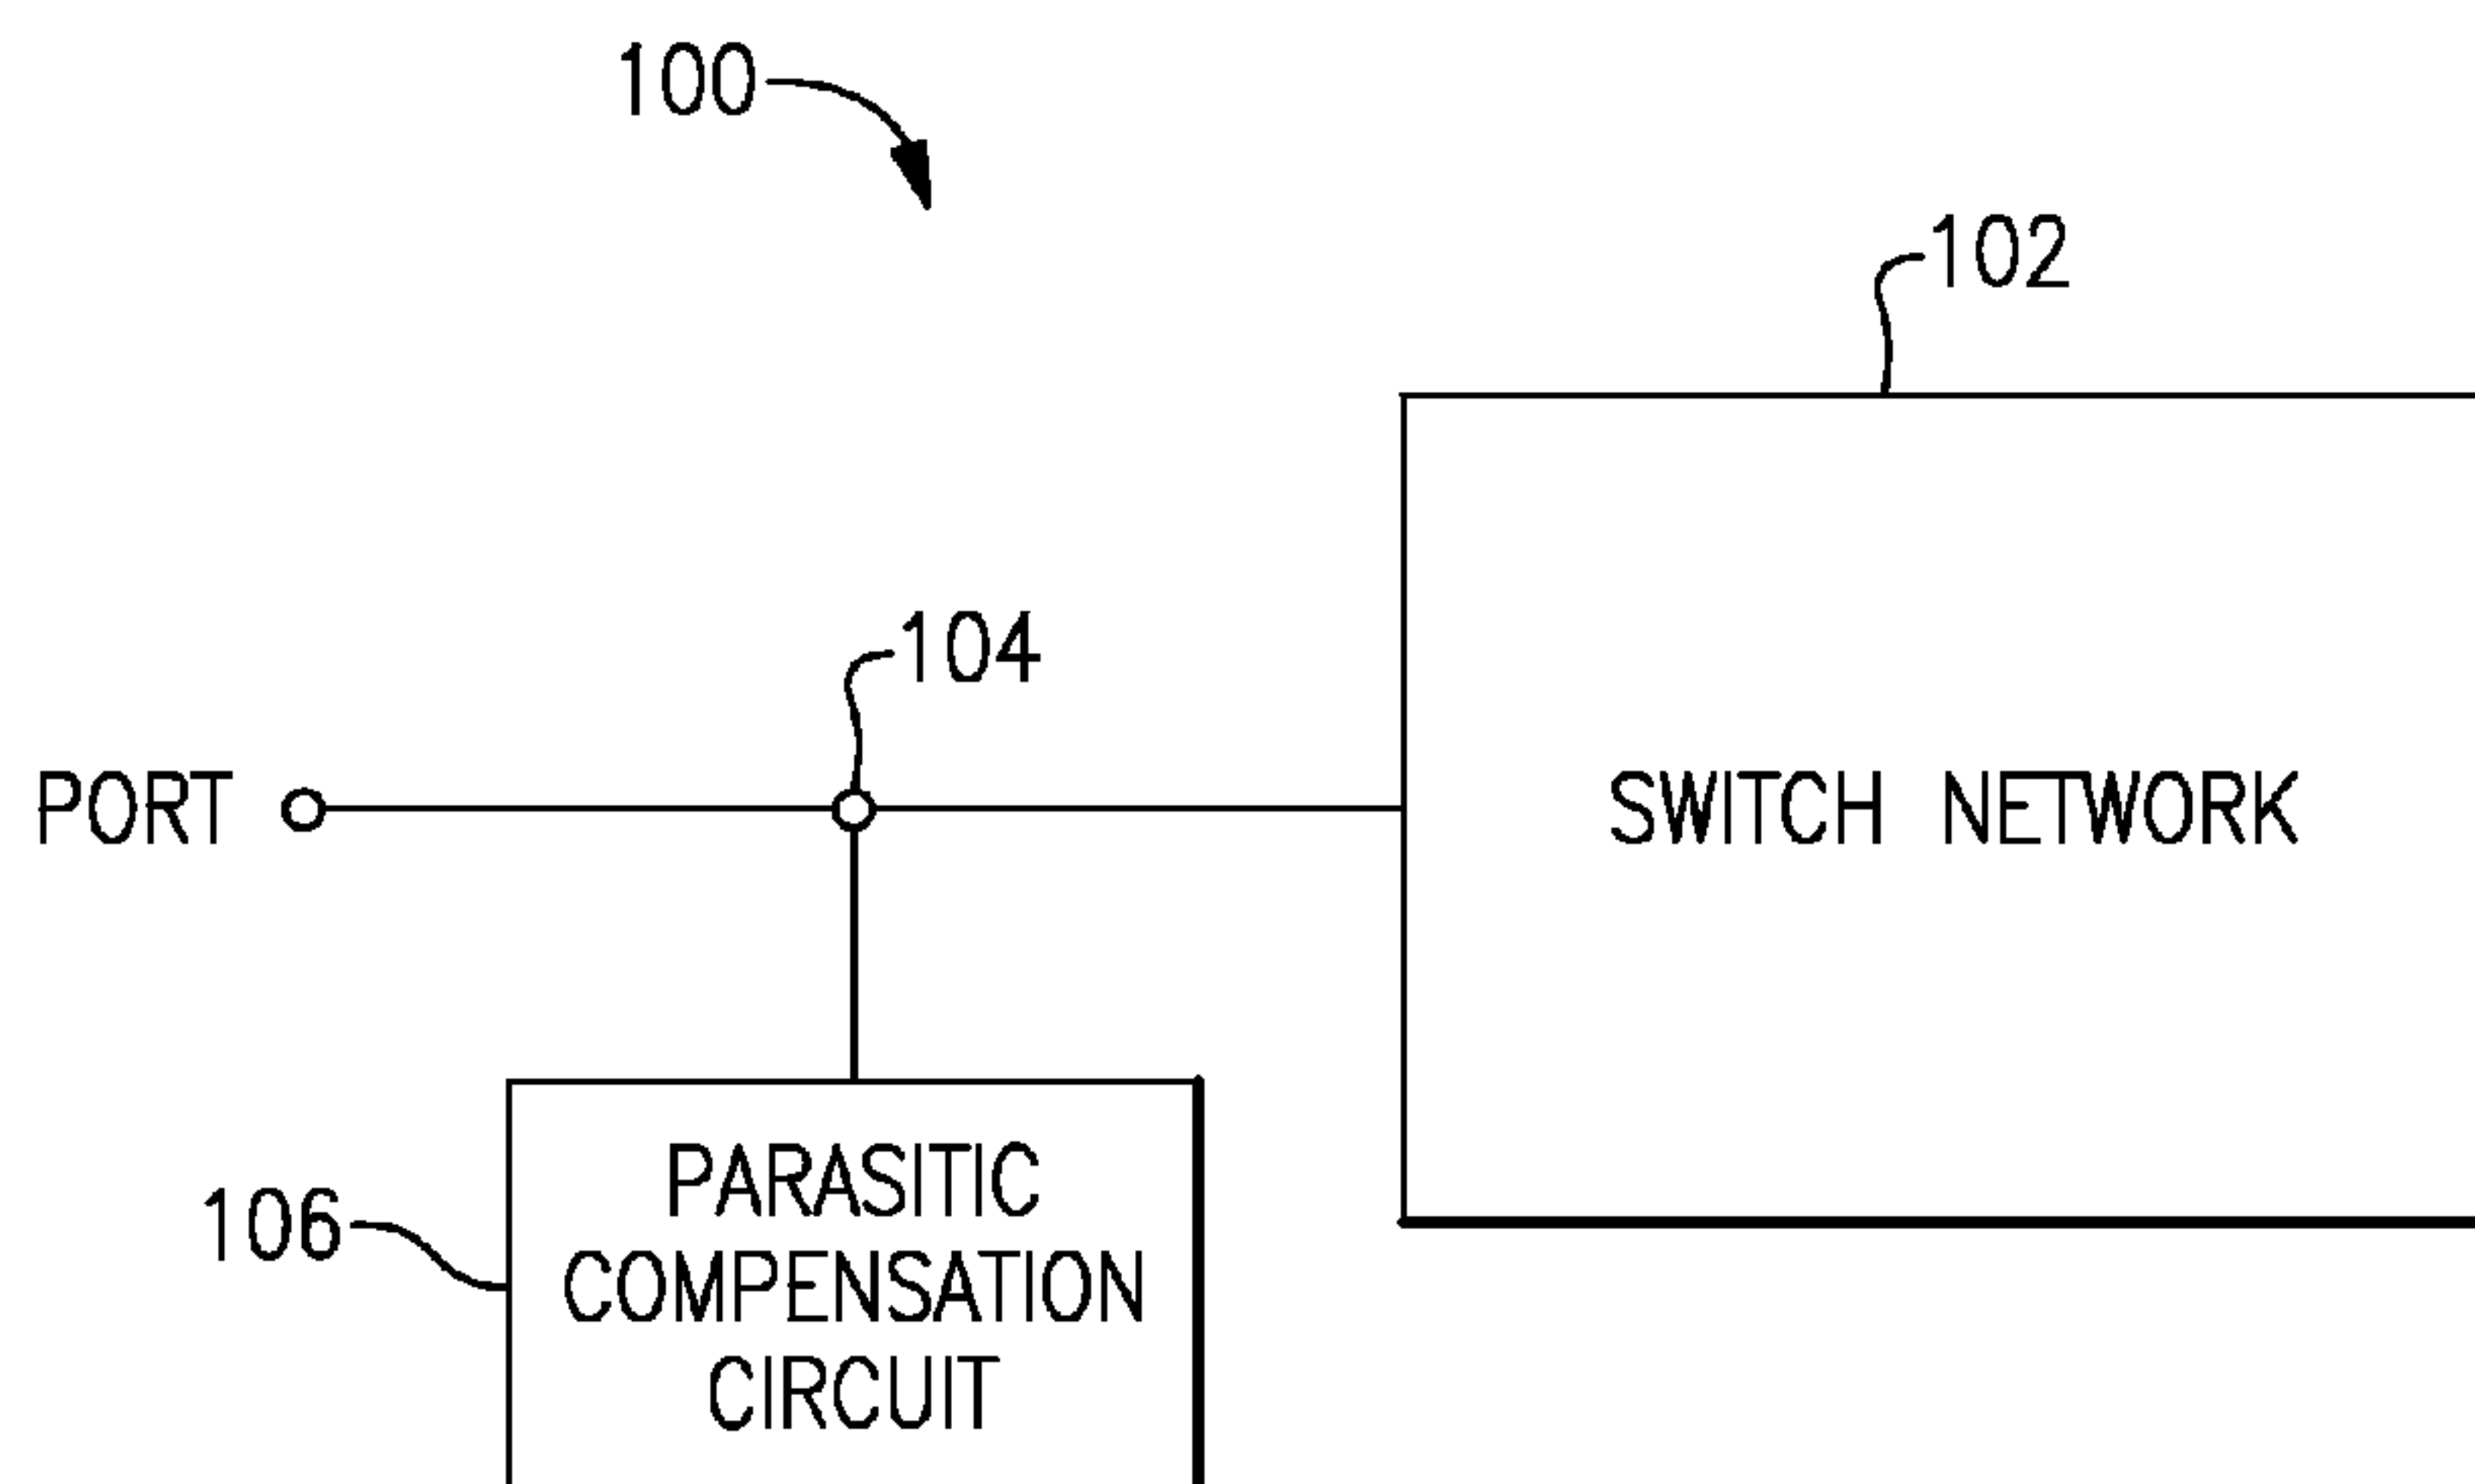 100
102
104
PORT
SWITCH NETWORK
106
PARASITIC
COMPENSATION
CIRCUIT